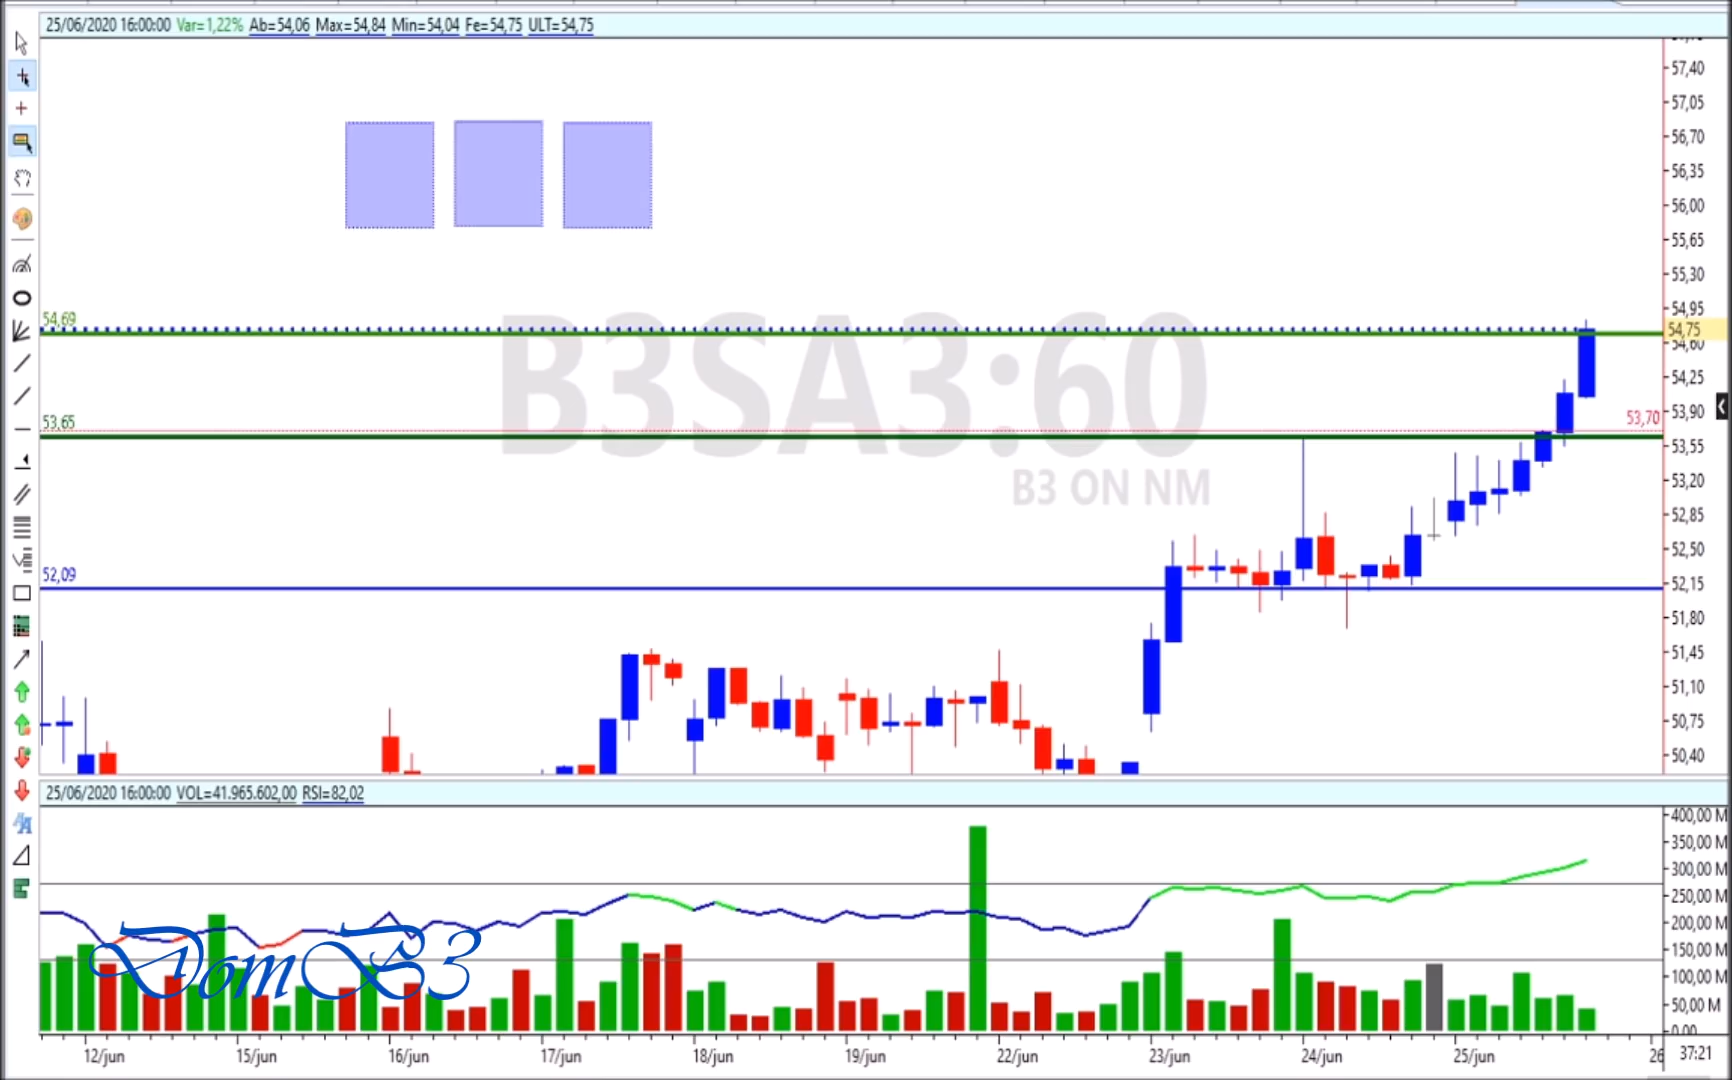 25/06/2020 16:00:00 Var=1,22% Ab=54,06 Max=54,84 Min=54,04 Fe=54,75 ULT=54,75
57,40
57,05
56,70
56,35
56,00
55,65
55,30
54,95
54,69
54,75
54,60
B3SA3:60
54,25
53,90
53,65
53,70
53,55
B3 ON NM
53,20
52,85
52,50
52,09
52,15
51,80
51,45
51,10
50,75
50,40
25/06/2020 16:00:00 VOL=41.965.602,00 RSI=82,02
400,00 M
350,00 M
300,00 M
250,00 M
200,00 M
150,00 M
100,00 M
50,00 M
0,00
DomB3
12/jun 15/jun 16/jun 17/jun 18/jun 19/jun 22/jun 23/jun 24/jun 25/jun 26 37:21